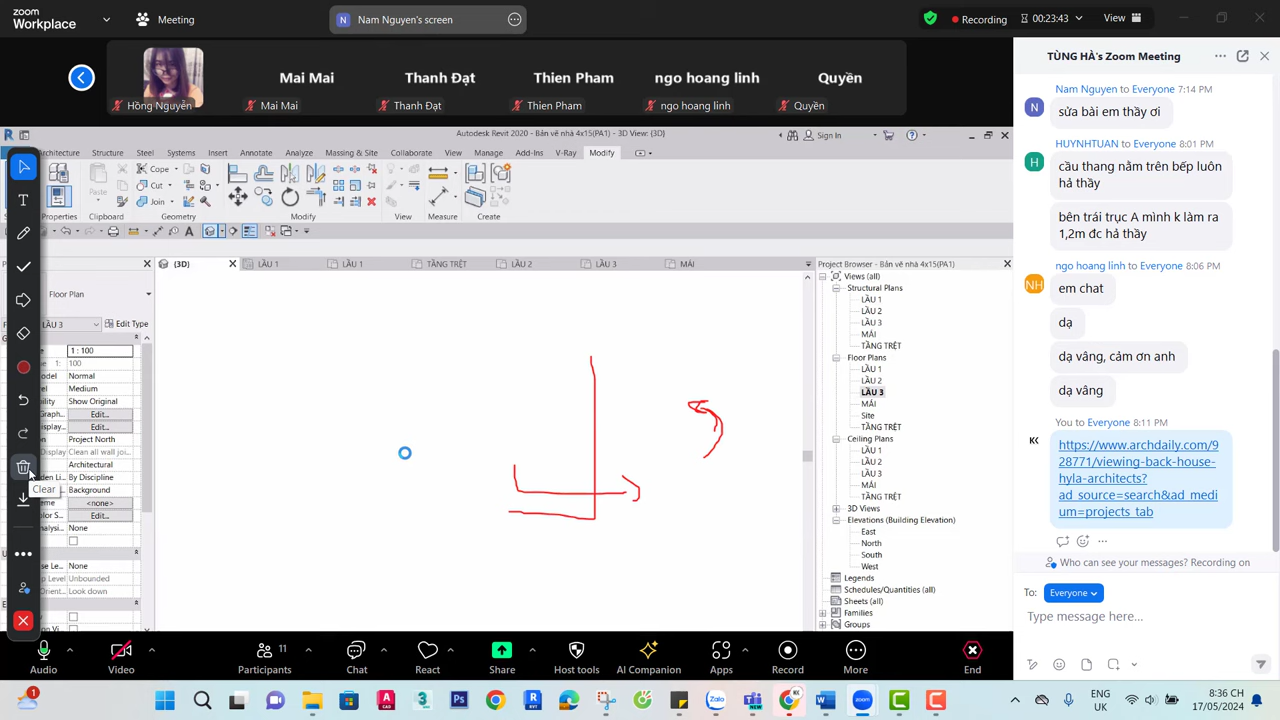 zoom
Workplace
Meeting
N Nam Nguyen's screen
Recording
00:23:43
View
Hồng Nguyễn
Mai Mai
Mai Mai
Thanh Đạt
Thanh Đạt
Thien Pham
Thien Pham
ngo hoang linh
ngo hoang linh
Quyền
Quyền
Autodesk Revit 2020 - Bản vẽ nhà 4x15(PA1) - 3D View: {3D}
Sign In
Architecture Structure Steel Systems Insert Annotate Analyze Massing & Site Collaborate View Manage Add-Ins V-Ray Modify
Paste
Cope
Cut
Join
Properties Clipboard Geometry Modify View Measure Create
{3D}
LẦU 1
LẦU 1
TẦNG TRỆT
LẦU 2
LẦU 3
MÁI
Floor Plan
LẦU 3
Edit Type
1 : 100
1: 100
Normal
Medium
Show Original
Edit...
Edit...
Project North
Clean all wall joi...
Architectural
By Discipline
Background
<none>
Edit...
None
None
Unbounded
Look down
Clear
Project Browser - Bản vẽ nhà 4x15(PA1)
Views (all)
Structural Plans
LẦU 1
LẦU 2
LẦU 3
MÁI
TẦNG TRỆT
Floor Plans
LẦU 1
LẦU 2
LẦU 3
MÁI
Site
TẦNG TRỆT
Ceiling Plans
LẦU 1
LẦU 2
LẦU 3
MÁI
TẦNG TRỆT
3D Views
Elevations (Building Elevation)
East
North
South
West
Legends
Schedules/Quantities (all)
Sheets (all)
Families
Groups
TÙNG HÀ's Zoom Meeting
Nam Nguyen to Everyone 7:14 PM
N
sửa bài em thầy ơi
HUYNHTUAN to Everyone 8:01 PM
H
cầu thang nằm trên bếp luôn
hả thầy
bên trái trục A mình k làm ra
1,2m đc hả thầy
ngo hoang linh to Everyone 8:06 PM
NH
em chat
dạ
dạ vâng, cảm ơn anh
dạ vâng
You to Everyone 8:11 PM
https://www.archdaily.com/9
28771/viewing-back-house-
hyla-architects?
ad_source=search&ad_medi
um=projects_tab
Who can see your messages? Recording on
To: Everyone
Type message here...
Audio
Video
11
Participants
Chat
React
Share
Host tools
AI Companion
Apps
Record
More
End
ENG
UK
8:36 CH
17/05/2024